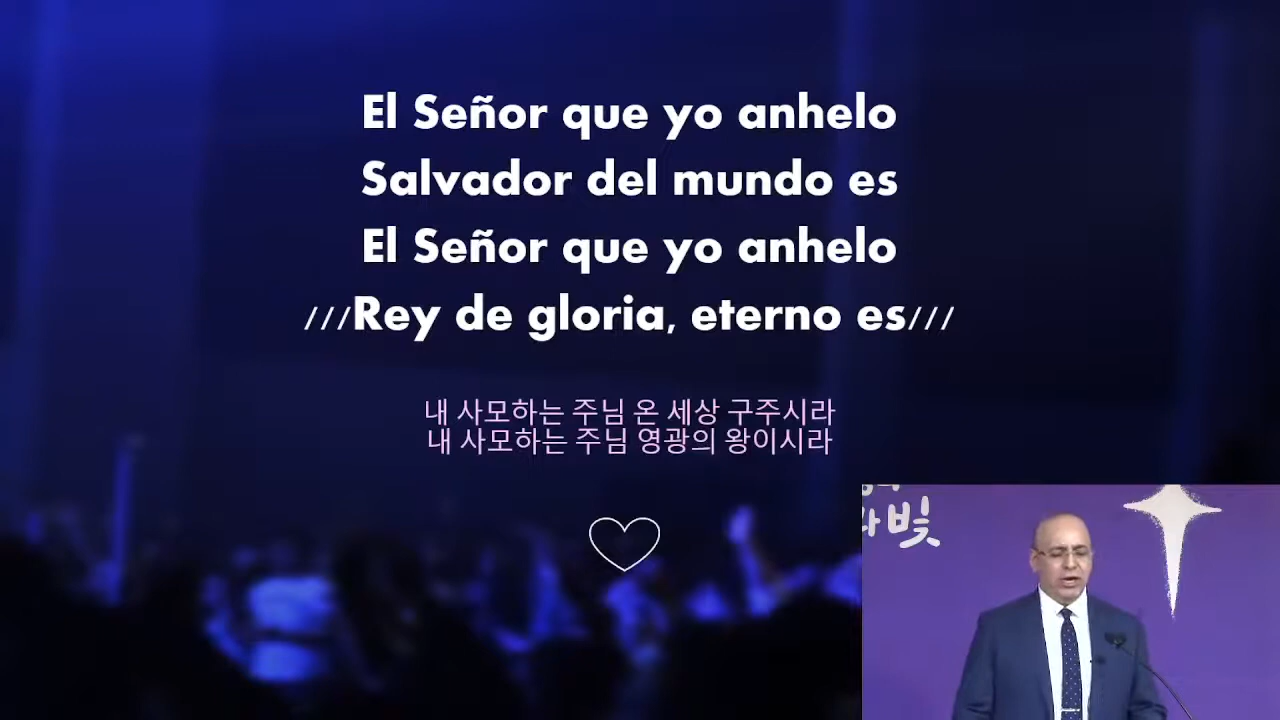 El Señor que yo anhelo
Salvador del mundo es
El Señor que yo anhelo
///Rey de gloria, eterno es///
내 사모하는 주님 온 세상 구주시라
내 사모하는 주님 영광의 왕이시라
빛